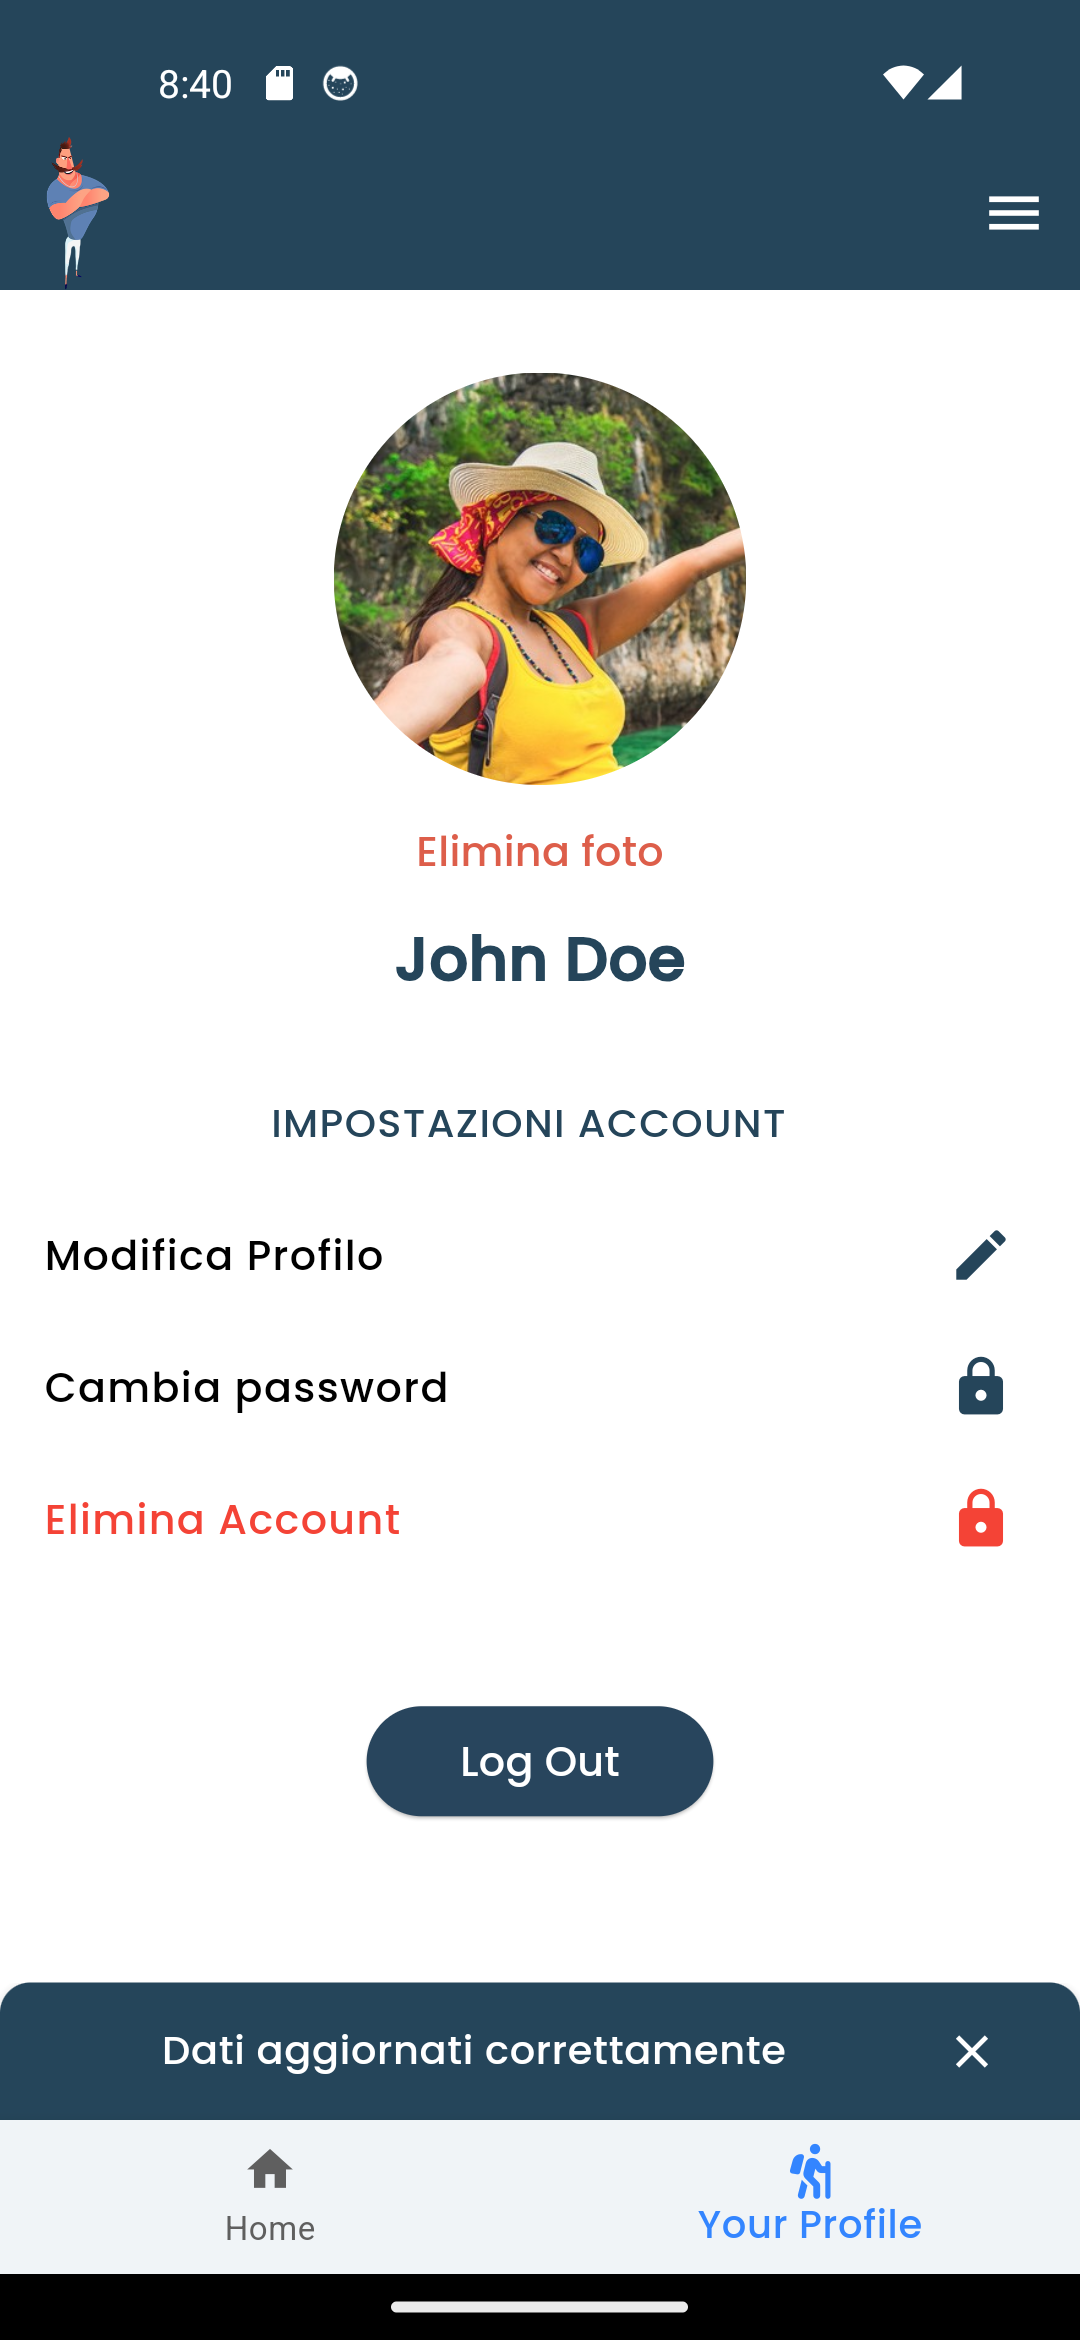 8:40
Elimina foto
John Doe
IMPOSTAZIONI ACCOUNT
Modifica Profilo
Cambia password
Elimina Account
Log Out
Dati aggiornati correttamente
Home
Your Profile